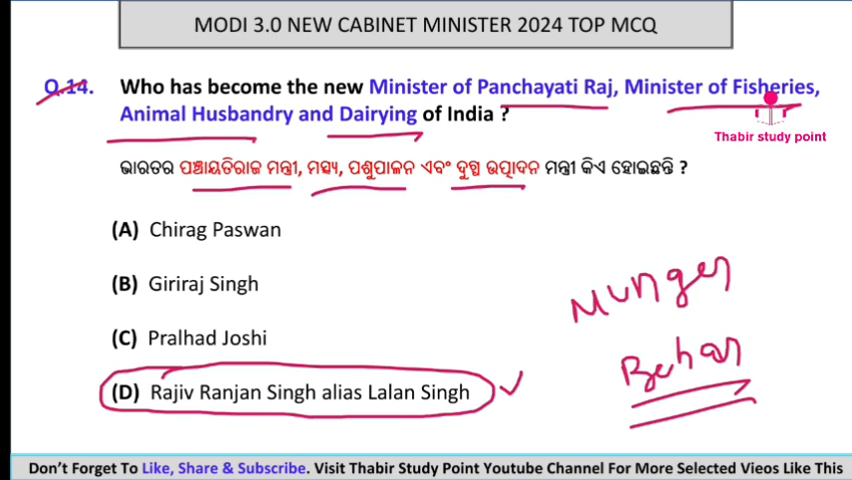 MODI 3.0 NEW CABINET MINISTER 2024 TOP MCQ
Q.14. Who has become the new Minister of Panchayati Raj, Minister of Fisheries,
Animal Husbandry and Dairying of India ?
Thabir study point
ଭାରତର ପଞ୍ଚାୟତିରାଜ ମନ୍ତ୍ରୀ, ମତ୍ସ୍ୟ, ପଶୁପାଳନ ଏବଂ ଦୁଗ୍ଧ ଉତ୍ପାଦନ ମନ୍ତ୍ରୀ କିଏ ହୋଇଛନ୍ତି ?
(A) Chirag Paswan
(B) Giriraj Singh
(C) Pralhad Joshi
(D) Rajiv Ranjan Singh alias Lalan Singh
Munger
Behar
Don't Forget To Like, Share & Subscribe. Visit Thabir Study Point Youtube Channel For More Selected Vieos Like This